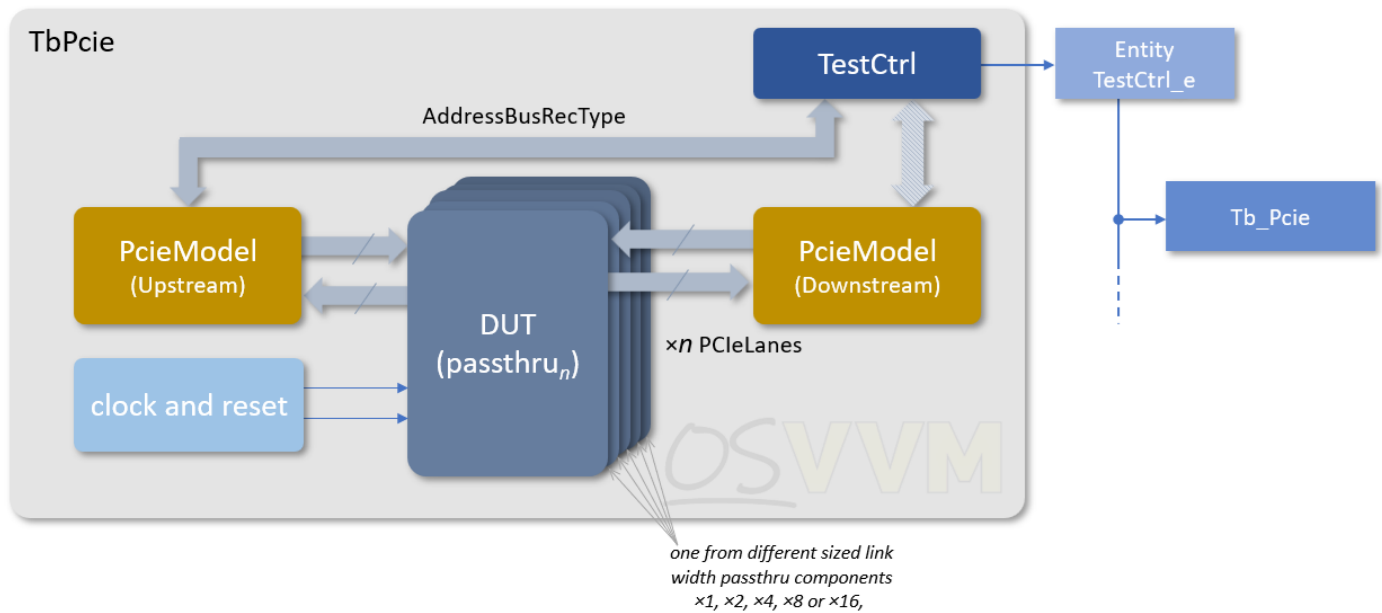 TbPcie
TestCtrl
Entity
TestCtrl_e
AddressBusRecType
Tb_Pcie
PcieModel
(Upstream)
PcieModel
(Downstream)
DUT
(passthruₙ)
×n PCIeLanes
clock and reset
OSVVM
one from different sized link
width passthru components
×1, ×2, ×4, ×8 or ×16,